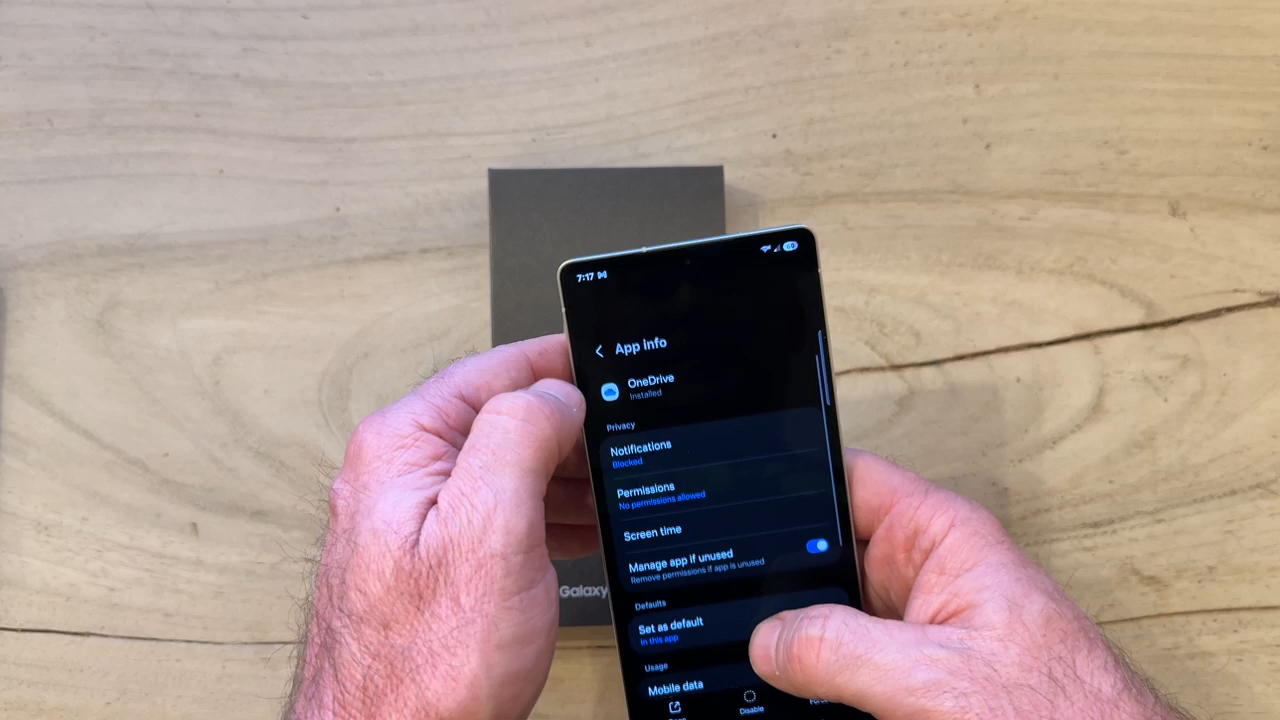 7:17
App info
OneDrive
Installed
Privacy
Notifications
Blocked
Permissions
No permissions allowed
Screen time
Manage app if unused
Remove permissions if app is unused
Galaxy
Defaults
Set as default
In this app
Usage
Mobile data
Disable